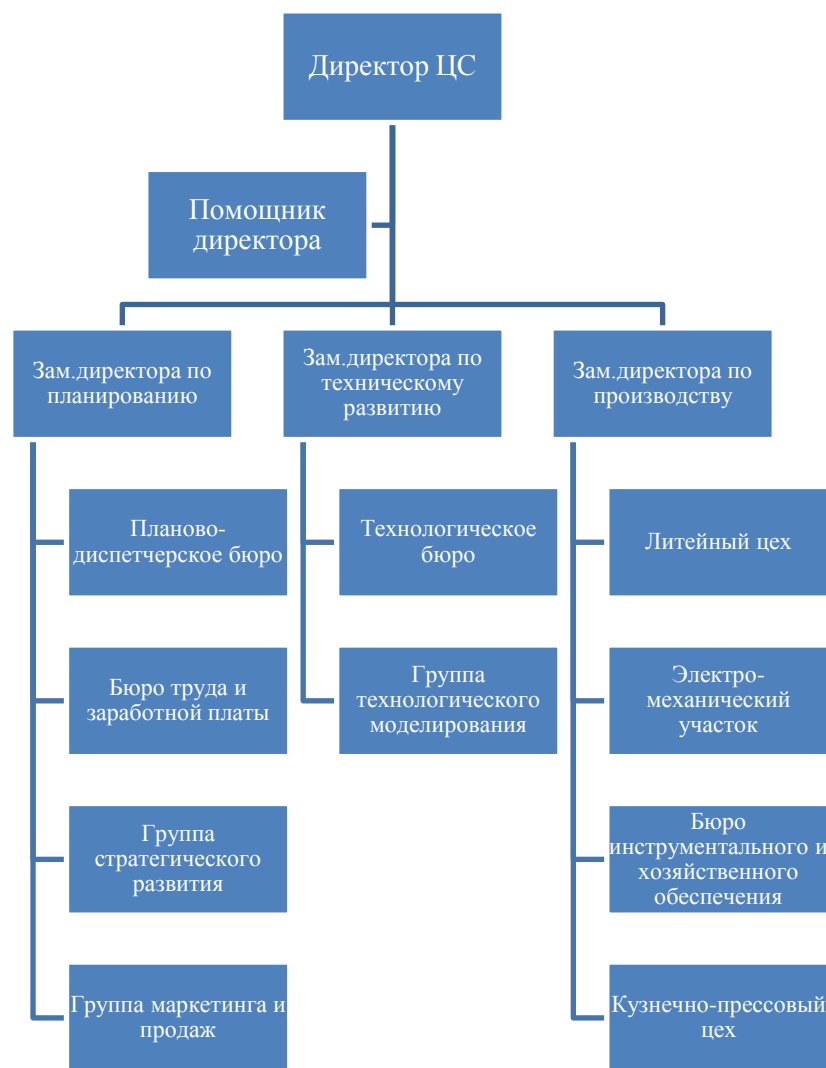 Директор ЦС
Помощник
директора
Зам.директора по
планированию
Зам.директора по
техническому
развитию
Зам.директора по
производству
Планово-
диспетчерское бюро
Технологическое
бюро
Литейный цех
Бюро труда и
заработной платы
Группа
технологического
моделирования
Электро-
механический
участок
Группа
стратегического
развития
Бюро
инструментального и
хозяйственного
обеспечения
Группа маркетинга и
продаж
Кузнечно-прессовый
цех